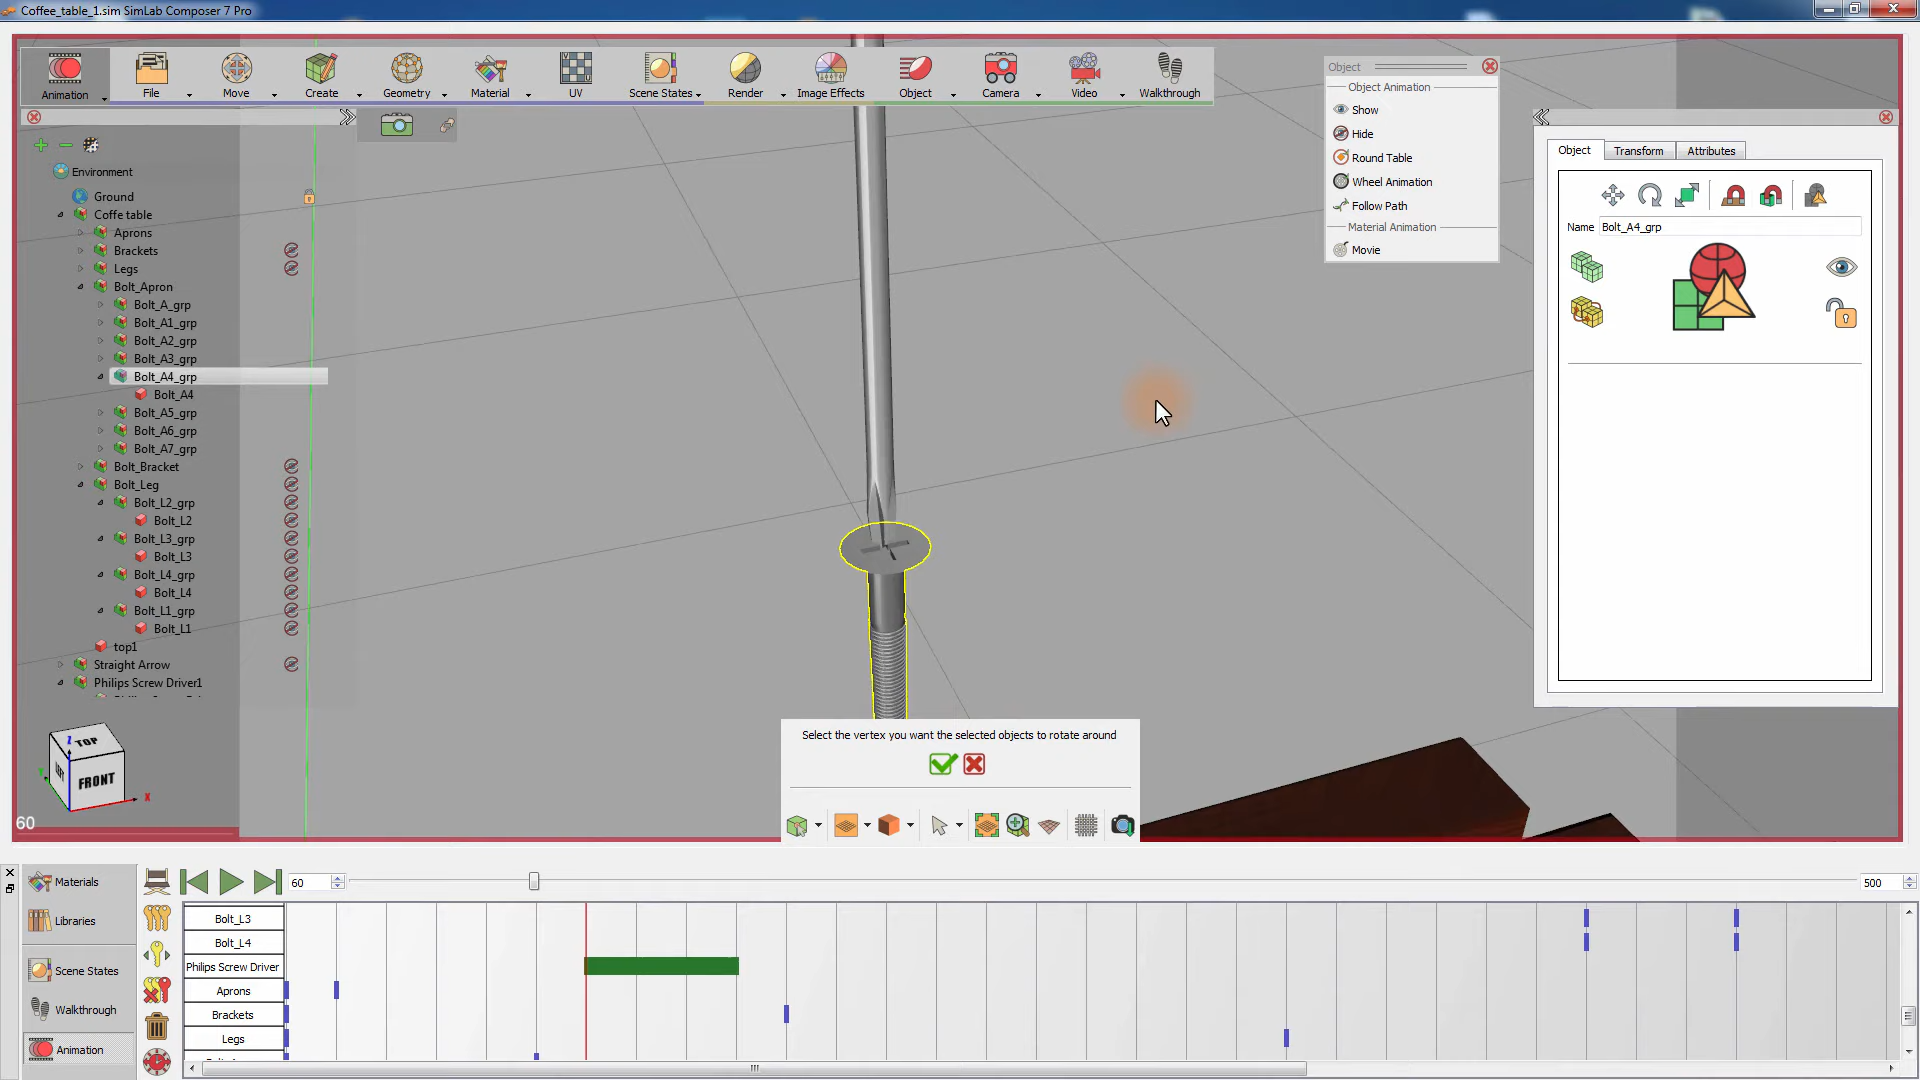 Coffee_table_1.sim SimLab Composer 7 Pro
Animation
File
Move
Create
Geometry
Material
UV
Scene States
Render
Image Effects
Object
Camera
Video
Walkthrough
Object
Object Animation
Show
Hide
Round Table
Wheel Animation
Follow Path
Material Animation
Movie
Object
Transform
Attributes
Name
Bolt_A4_grp
Environment
Ground
Coffe table
Aprons
Brackets
Legs
Bolt_Apron
Bolt_A_grp
Bolt_A1_grp
Bolt_A2_grp
Bolt_A3_grp
Bolt_A4_grp
Bolt_A4
Bolt_A5_grp
Bolt_A6_grp
Bolt_A7_grp
Bolt_Bracket
Bolt_Leg
Bolt_L2_grp
Bolt_L2
Bolt_L3_grp
Bolt_L3
Bolt_L4_grp
Bolt_L4
Bolt_L1_grp
Bolt_L1
top1
Straight Arrow
Philips Screw Driver1
TOP
FRONT
X
60
Select the vertex you want the selected objects to rotate around
Materials
Libraries
Scene States
Walkthrough
Animation
60
500
Bolt_L3
Bolt_L4
Philips Screw Driver
Aprons
Brackets
Legs